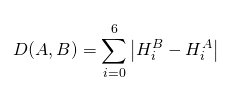 D(A, B) = \sum_{i=0}^{6} \left| H_i^B - H_i^A \right|